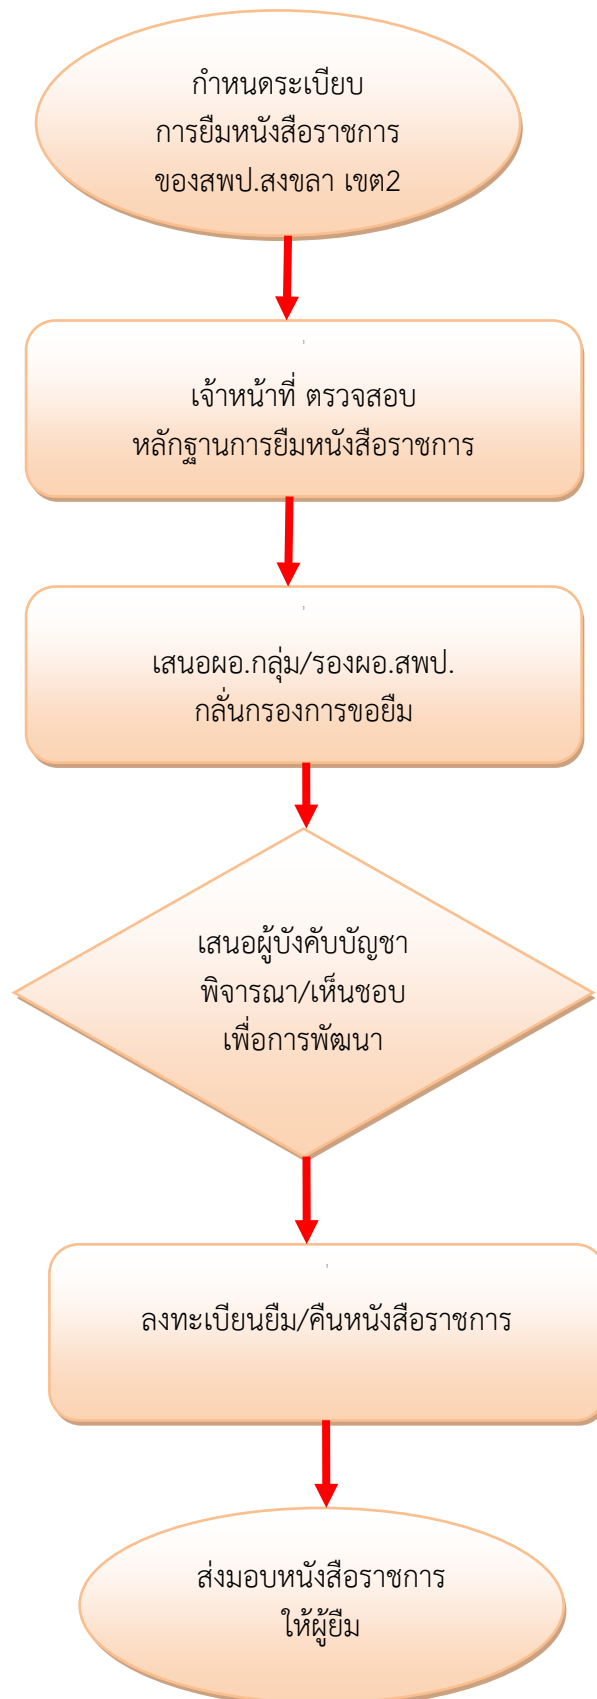 กำหนดระเบียบ
การยืมหนังสือราชการ
ของสพป.สงขลา เขต2
เจ้าหน้าที่ ตรวจสอบ
หลักฐานการยืมหนังสือราชการ
เสนอผอ.กลุ่ม/รองผอ.สพป.
กลั่นกรองการขอยืม
เสนอผู้บังคับบัญชา
พิจารณา/เห็นชอบ
เพื่อการพัฒนา
ลงทะเบียนยืม/คืนหนังสือราชการ
ส่งมอบหนังสือราชการ
ให้ผู้ยืม